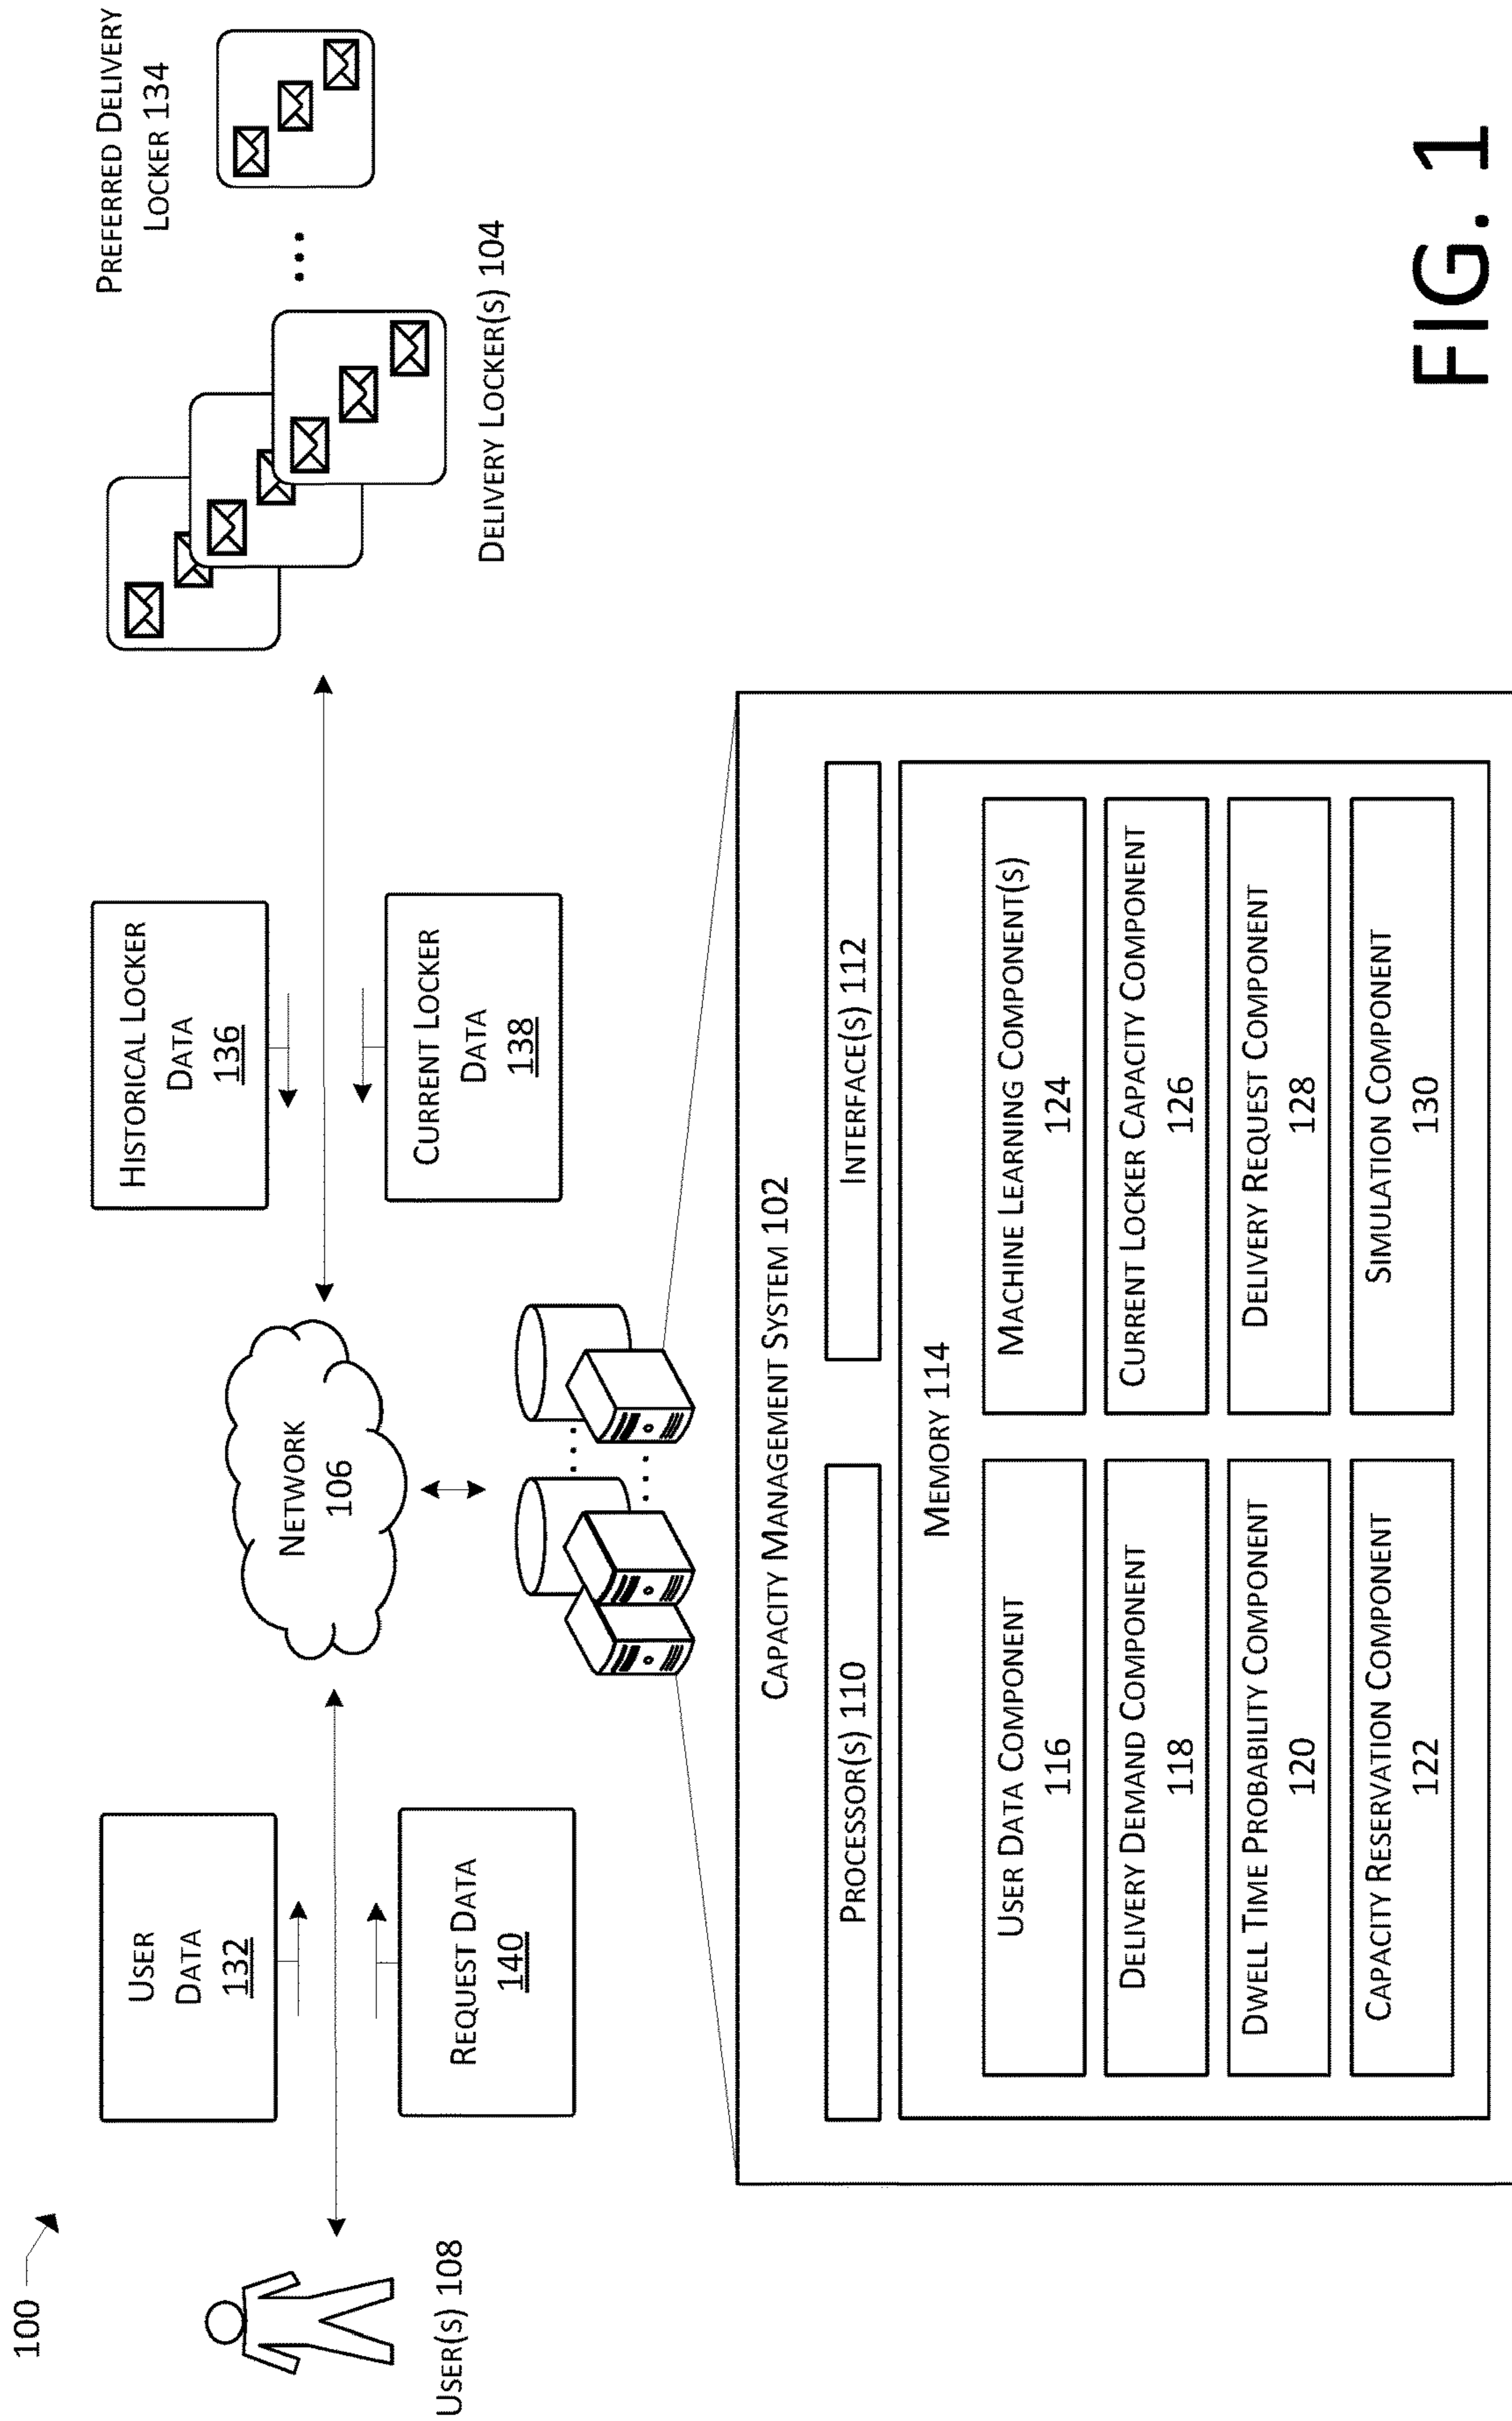 100
USER(S) 108
USER
DATA
132
REQUEST DATA
140
NETWORK
106
HISTORICAL LOCKER
DATA
136
CURRENT LOCKER
DATA
138
PREFERRED DELIVERY
LOCKER 134
DELIVERY LOCKER(S) 104
CAPACITY MANAGEMENT SYSTEM 102
PROCESSOR(S) 110
INTERFACE(S) 112
MEMORY 114
USER DATA COMPONENT
116
DELIVERY DEMAND COMPONENT
118
DWELL TIME PROBABILITY COMPONENT
120
CAPACITY RESERVATION COMPONENT
122
MACHINE LEARNING COMPONENT(S)
124
CURRENT LOCKER CAPACITY COMPONENT
126
DELIVERY REQUEST COMPONENT
128
SIMULATION COMPONENT
130
FIG. 1